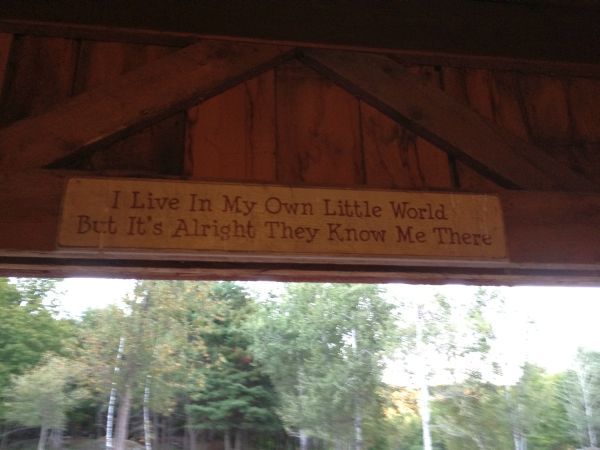 I Live In My Own Little World
But It's Alright They Know Me There